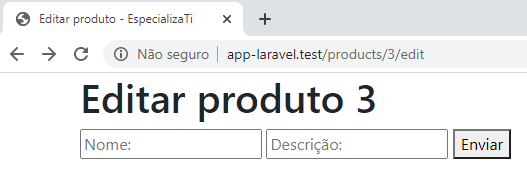 Editar produto - EspecializaTi
Não seguro | app-laravel.test/products/3/edit
Editar produto 3
Nome: Descrição: Enviar